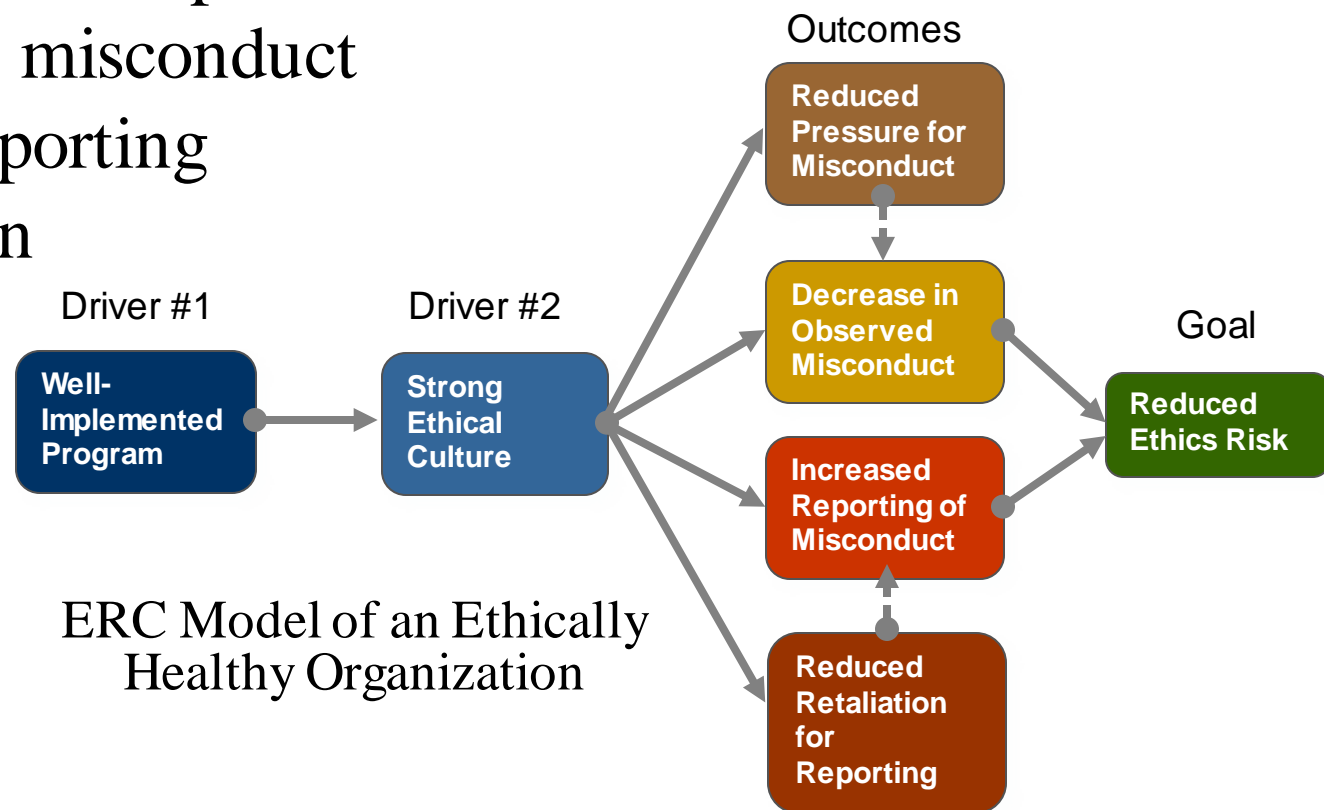 misconduct
porting
n
Outcomes
Reduced
Pressure for
Misconduct
Driver #1
Driver #2
Decrease in
Observed
Misconduct
Goal
Well-
Implemented
Program
Strong
Ethical
Culture
Reduced
Ethics Risk
Increased
Reporting of
Misconduct
ERC Model of an Ethically
Healthy Organization
Reduced
Retaliation
for
Reporting